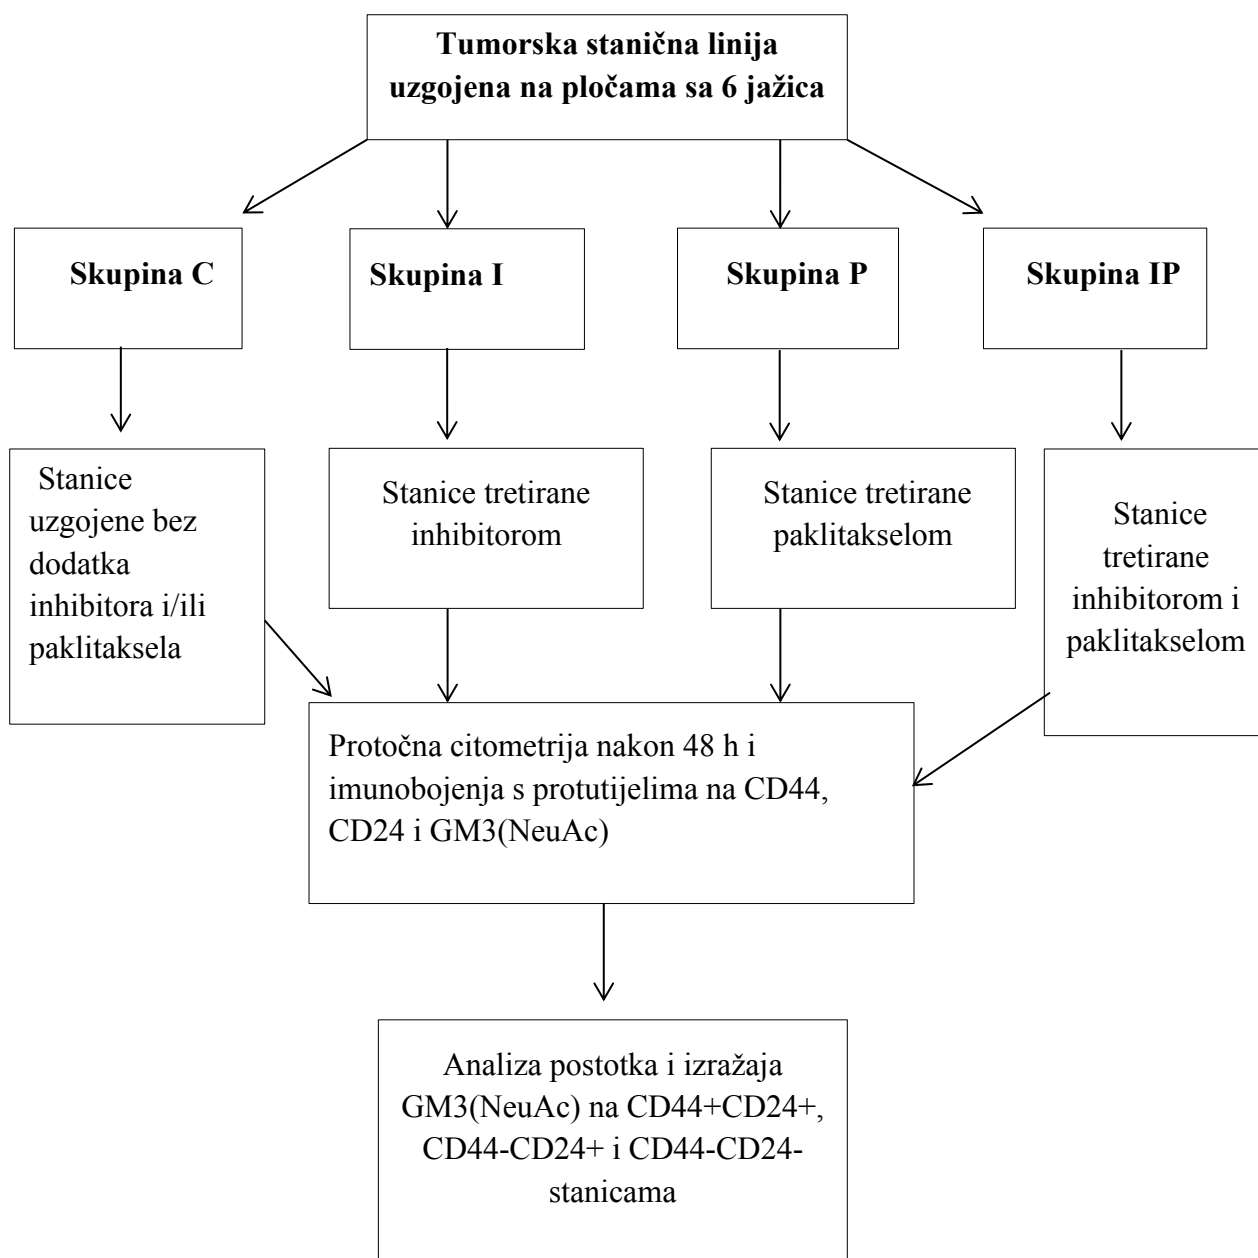 Tumorska stanična linija
uzgojena na pločama sa 6 jažica
Skupina C
Skupina I
Skupina P
Skupina IP
Stanice
uzgojene bez
dodatka
inhibitora i/ili
paklitaksela
Stanice tretirane
inhibitorom
Stanice tretirane
paklitakselom
Stanice
tretirane
inhibitorom i
paklitakselom
Protočna citometrija nakon 48 h i
imunobojenja s protutijelima na CD44,
CD24 i GM3(NeuAc)
Analiza postotka i izražaja
GM3(NeuAc) na CD44+CD24+,
CD44-CD24+ i CD44-CD24-
stanicama